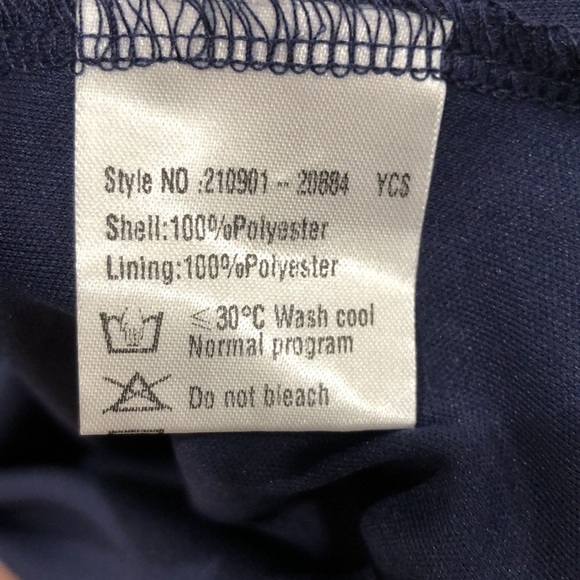 Style NO :210901 -- 20884 YCS
Shell:100%Polyester
Lining:100%Polyester
≤30°C Wash cool
Normal program
Do not bleach